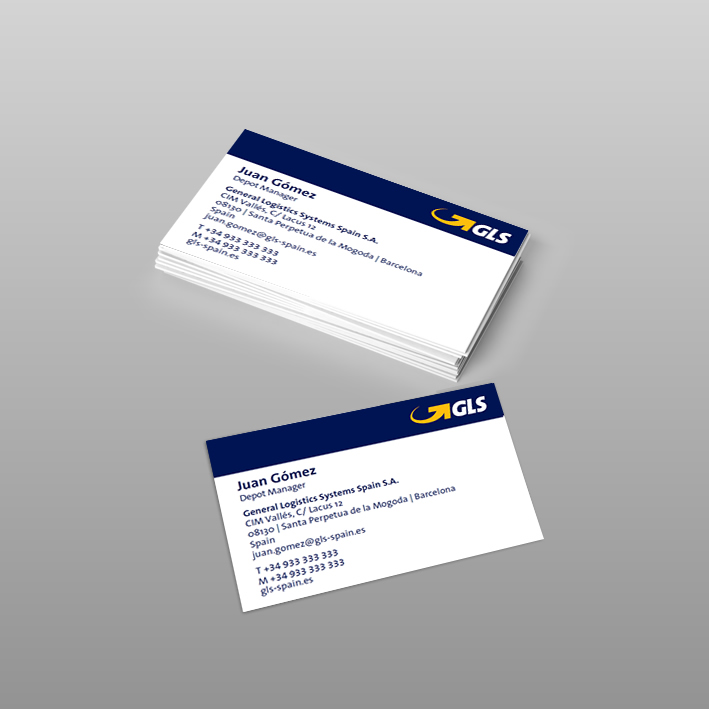 GLS
Juan Gómez
Depot Manager
General Logistics Systems Spain S.A.
CIM Vallés, C/ Lacus 12
08130 | Santa Perpetua de la Mogoda | Barcelona
Spain
juan.gomez@gls-spain.es
T +34 933 333 333
M +34 933 333 333
gls-spain.es
GLS
Juan Gómez
Depot Manager
General Logistics Systems Spain S.A.
CIM Vallés, C/ Lacus 12
08130 | Santa Perpetua de la Mogoda | Barcelona
Spain
juan.gomez@gls-spain.es
T +34 933 333 333
M +34 933 333 333
gls-spain.es